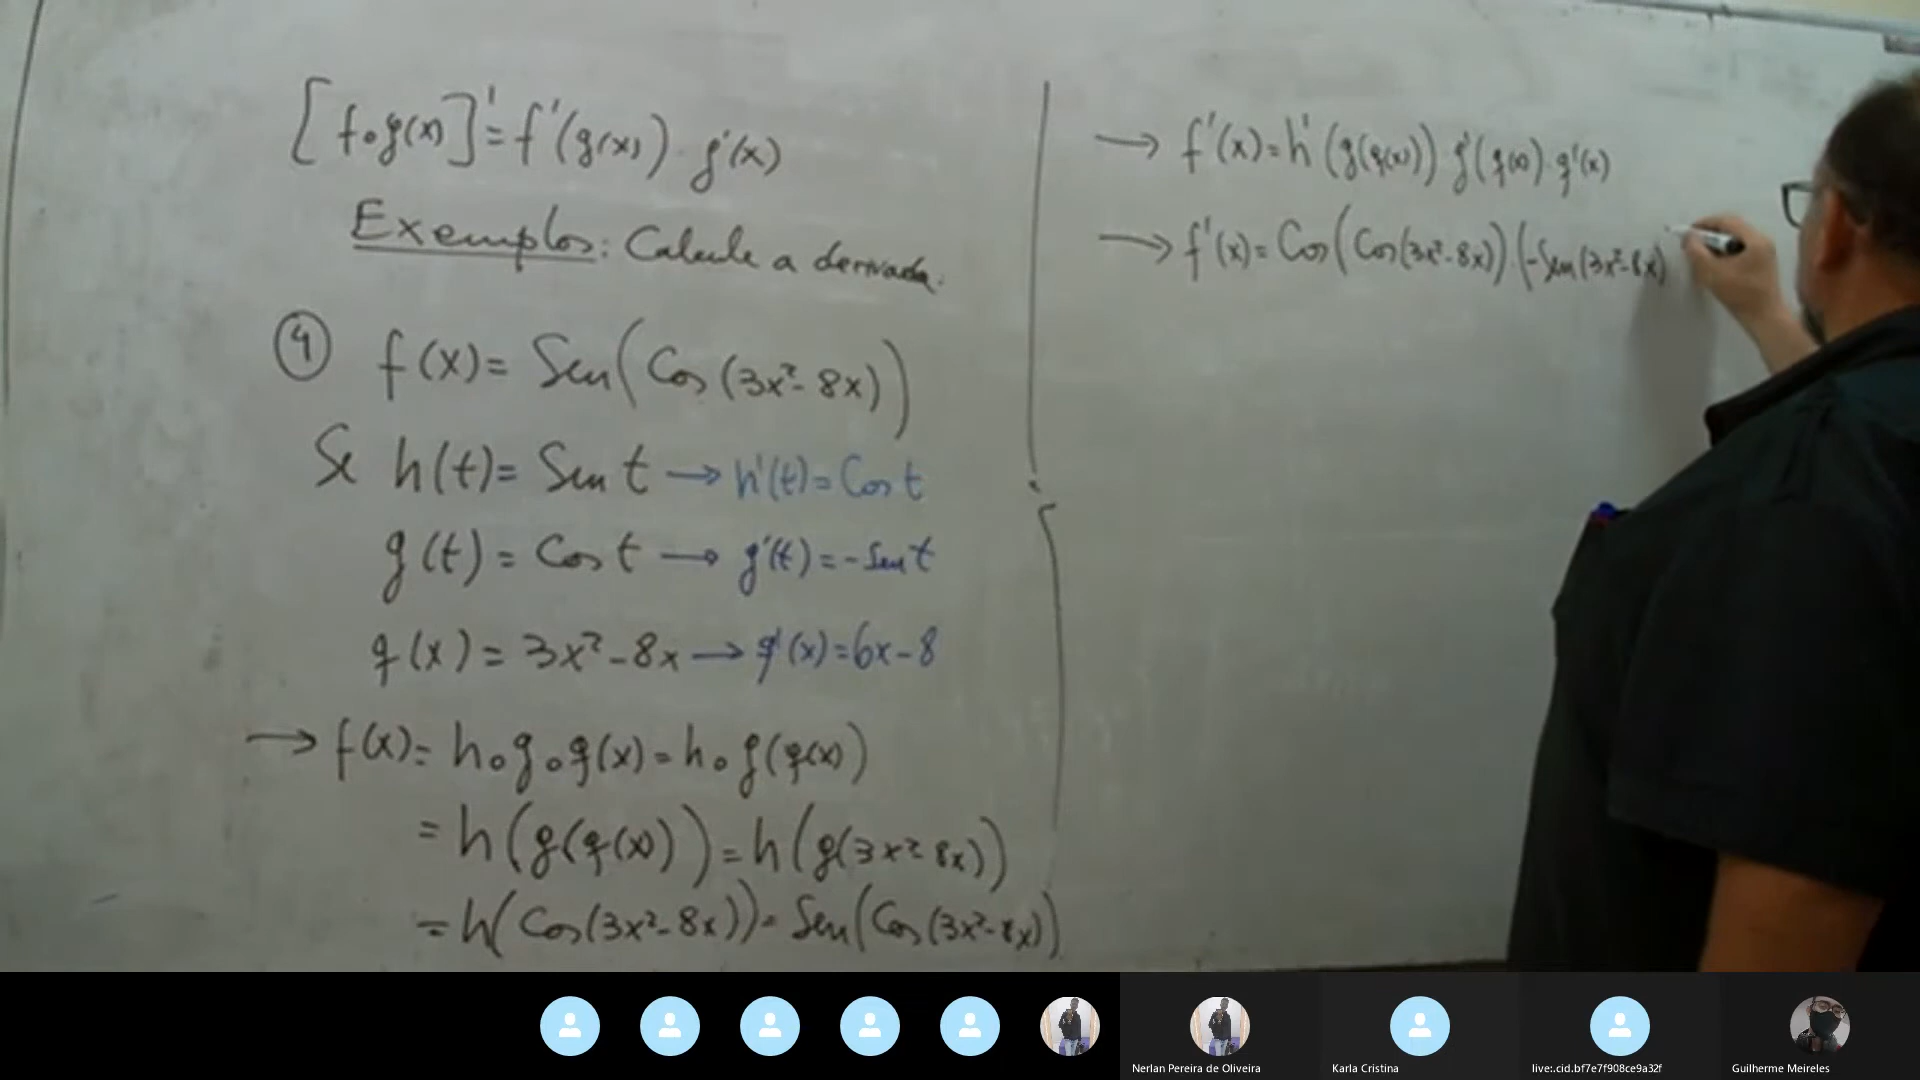 [f∘g(x)]' = f'(g(x)) · g'(x)
Exemplos: Calcule a derivada.
④ f(x) = Sen(Cos(3x²-8x))
Se h(t) = Sen t → h'(t) = Cos t
g(t) = Cos t → g'(t) = -Sen t
q(x) = 3x²-8x → q'(x) = 6x-8
→ f(x) = h∘g∘q(x) = h∘g(q(x))
= h(g(q(x))) = h(g(3x²-8x))
= h(Cos(3x²-8x)) = Sen(Cos(3x²-8x))
→ f'(x) = h'(g(q(x))) · g'(q(x)) · q'(x)
→ f'(x) = Cos(Cos(3x²-8x)) · (-Sen(3x²-8x)
Nerlan Pereira de Oliveira
Karla Cristina
live:.cid.bf7e7f908ce9a32f
Guilherme Meireles